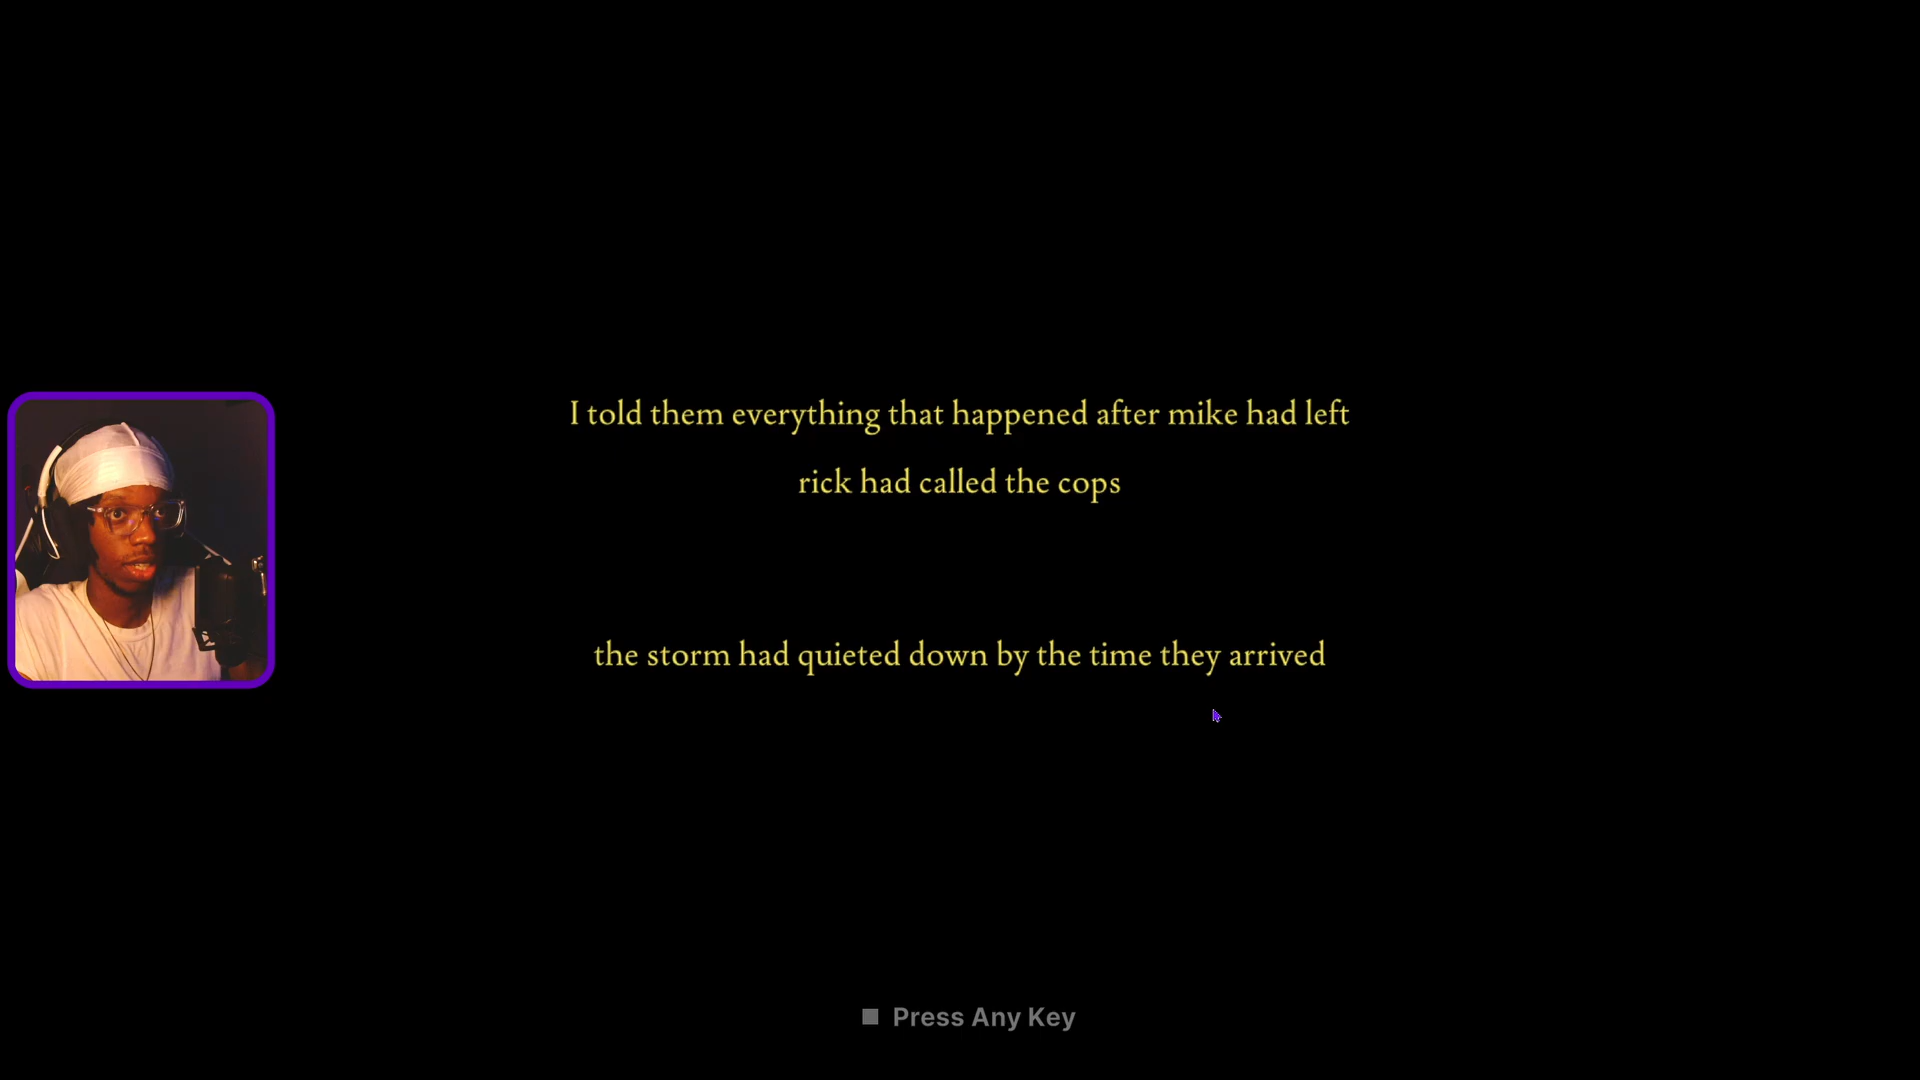 I told them everything that happened after mike had left
rick had called the cops
the storm had quieted down by the time they arrived
Press Any Key